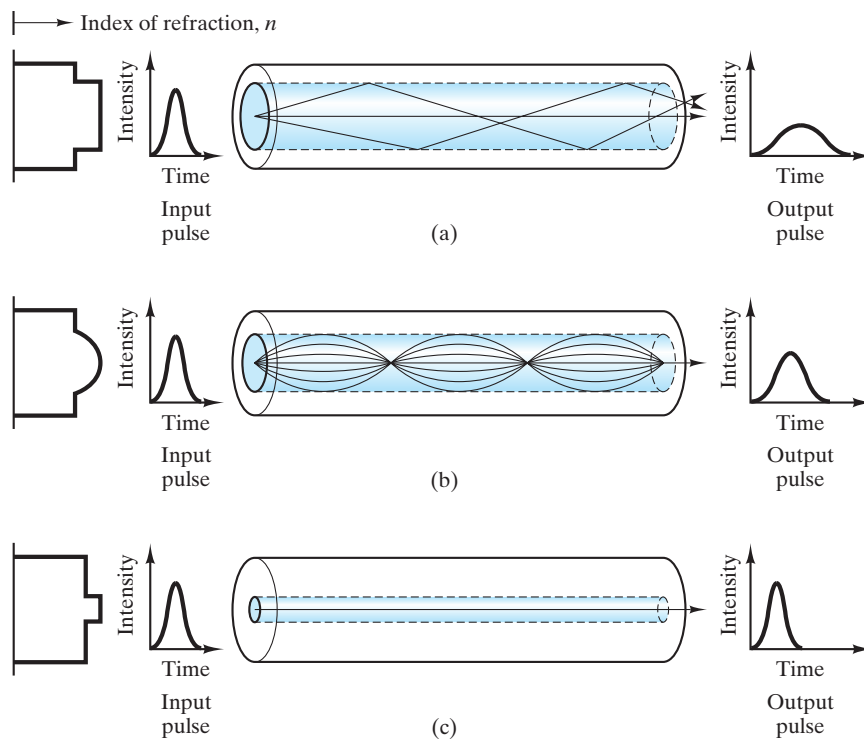 Index of refraction, n
Intensity
Time
Input
pulse
(a)
Intensity
Time
Output
pulse
Intensity
Time
Input
pulse
(b)
Intensity
Time
Output
pulse
Intensity
Time
Input
pulse
(c)
Intensity
Time
Output
pulse